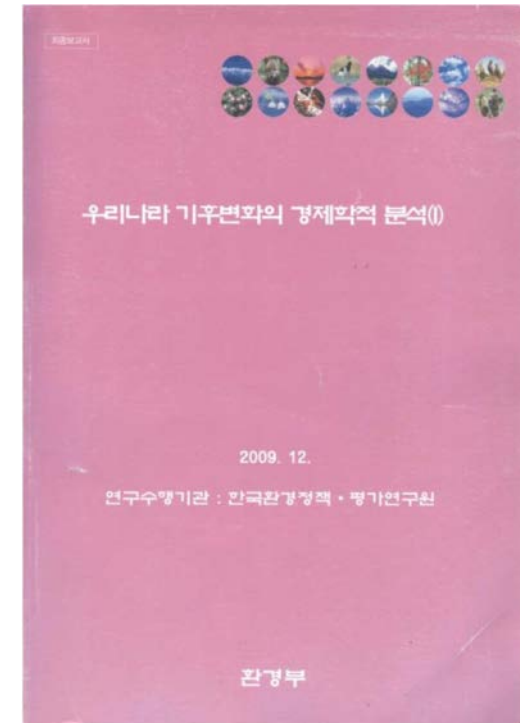 최종보고서
우리나라 기후변화의 경제학적 분석(I)
2009. 12.
연구수행기관 : 한국환경정책・평가연구원
환경부